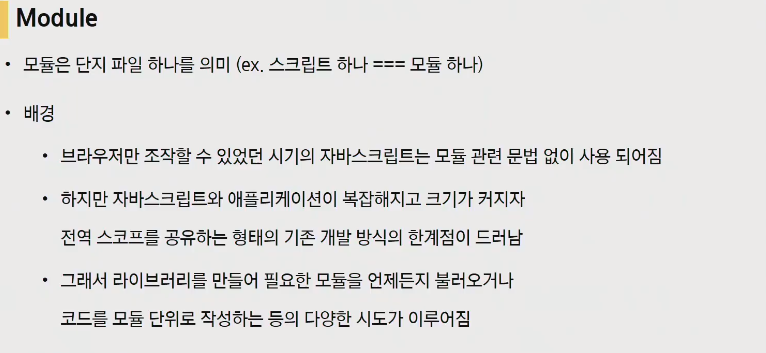 Module
• 모듈은 단지 파일 하나를 의미 (ex. 스크립트 하나 === 모듈 하나)
• 배경
• 브라우저만 조작할 수 있었던 시기의 자바스크립트는 모듈 관련 문법 없이 사용 되어짐
• 하지만 자바스크립트와 애플리케이션이 복잡해지고 크기가 커지자
전역 스코프를 공유하는 형태의 기존 개발 방식의 한계점이 드러남
• 그래서 라이브러리를 만들어 필요한 모듈을 언제든지 불러오거나
코드를 모듈 단위로 작성하는 등의 다양한 시도가 이루어짐